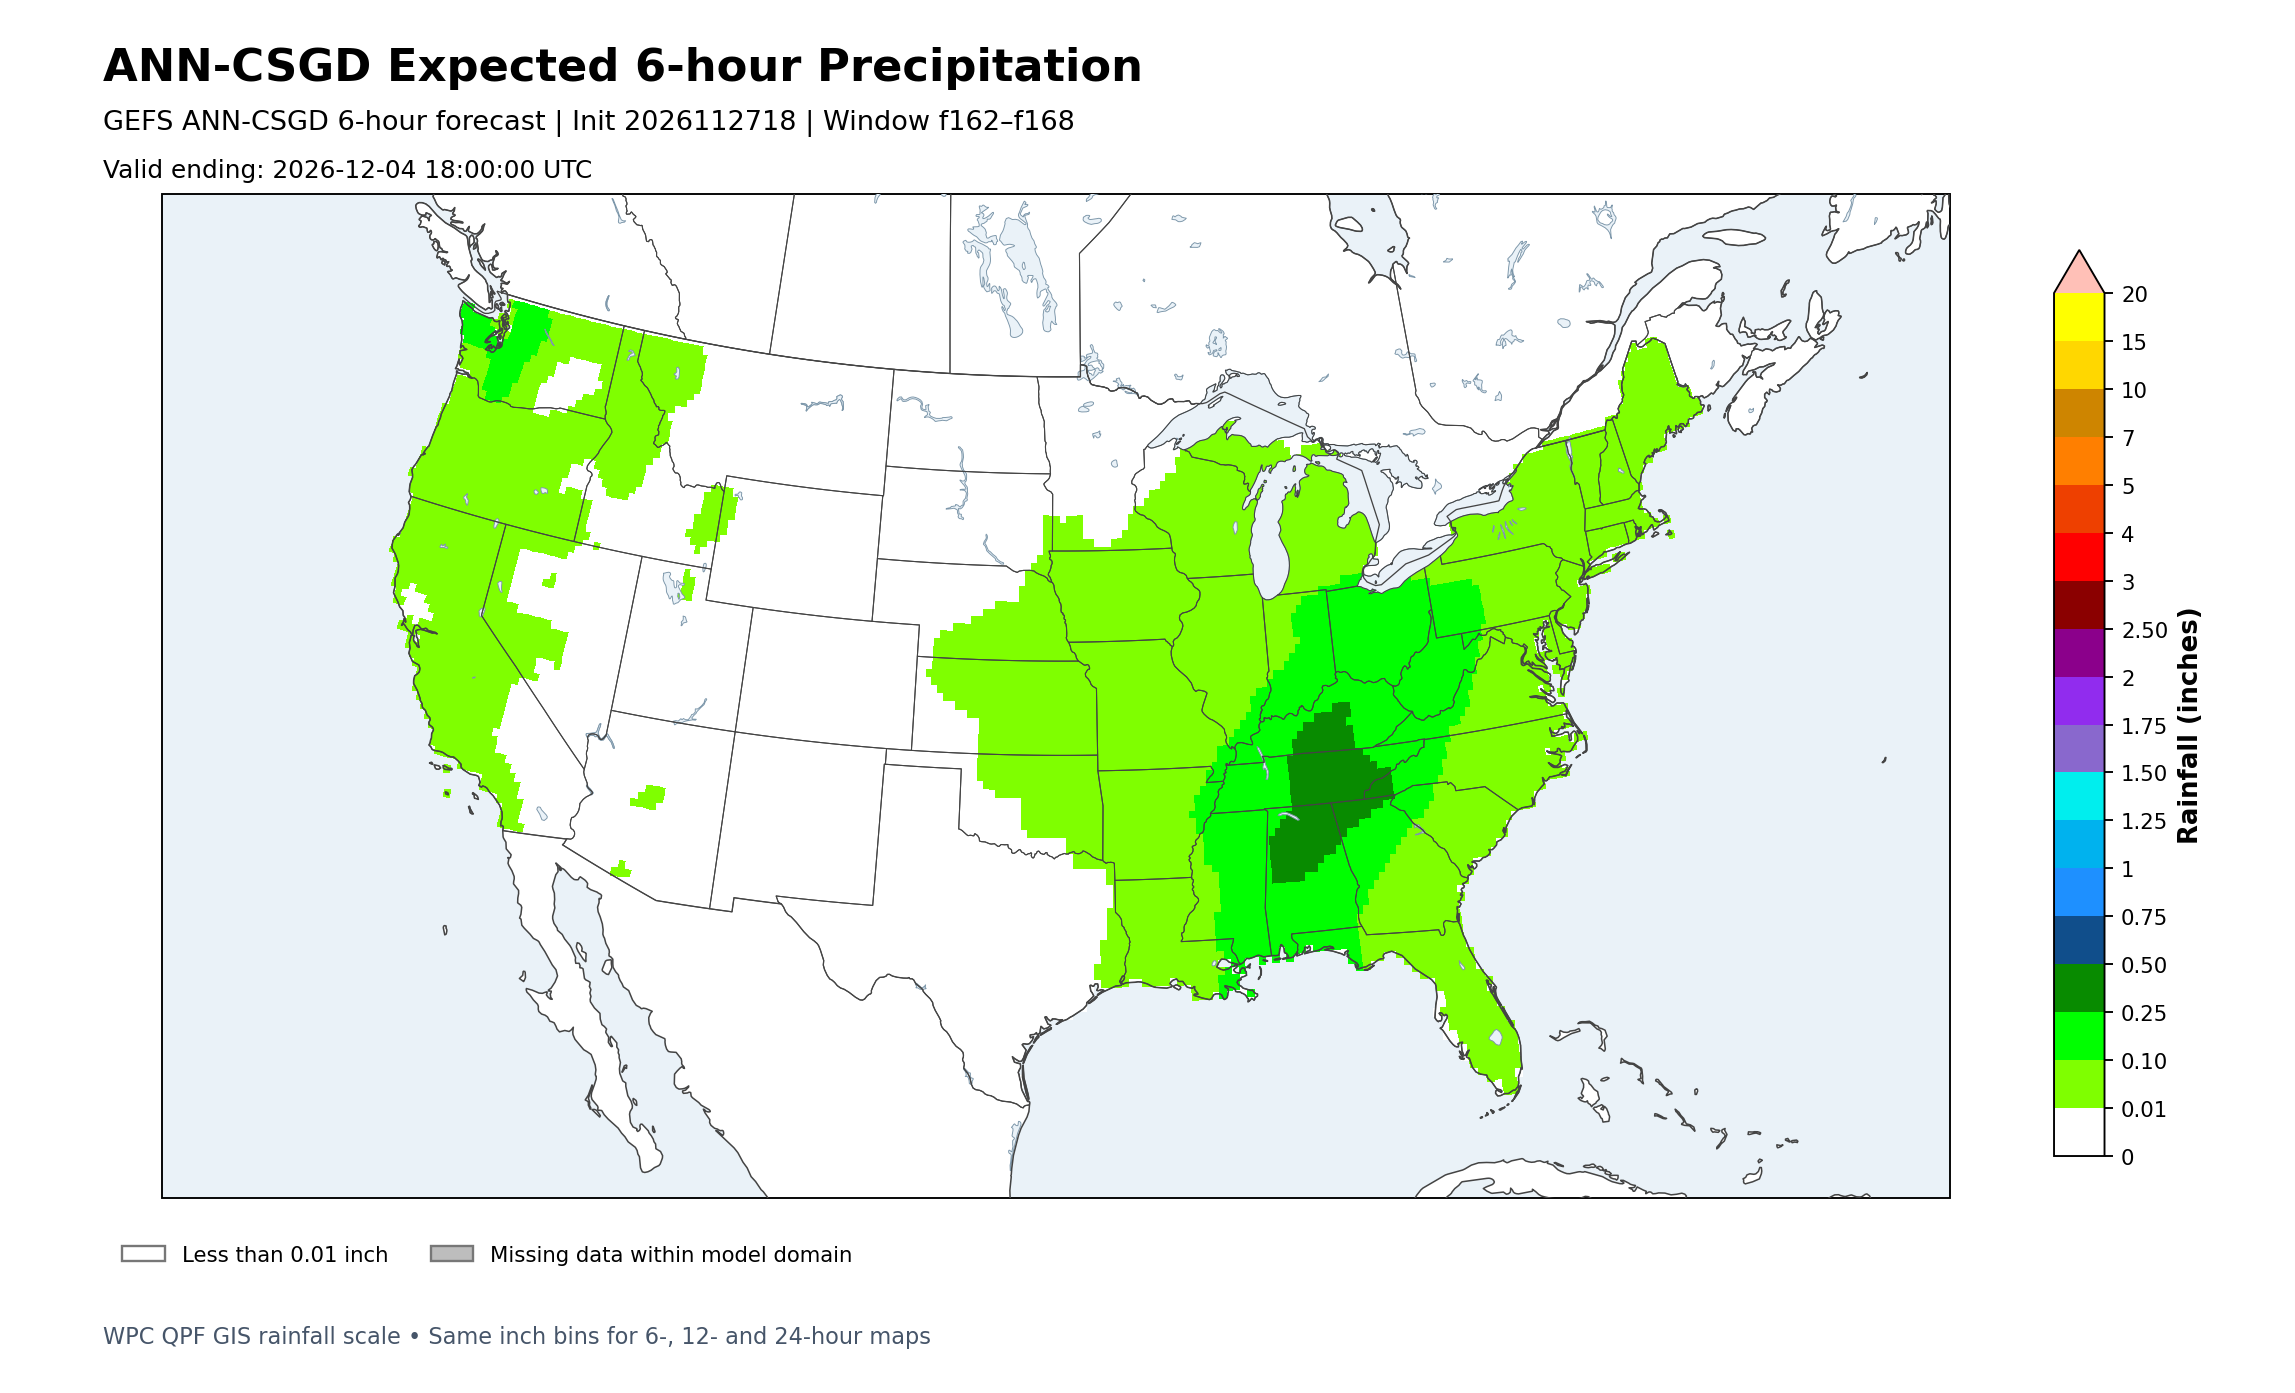 ANN-CSGD Expected 6-hour Precipitation
GEFS ANN-CSGD 6-hour forecast | Init 2026112718 | Window f162–f168
Valid ending: 2026-12-04 18:00:00 UTC
20
15
10
7
5
4
3
2.50
2
1.75
1.50
1.25
1
0.75
0.50
0.25
0.10
0.01
0
Rainfall (inches)
Less than 0.01 inch
Missing data within model domain
WPC QPF GIS rainfall scale • Same inch bins for 6-, 12- and 24-hour maps